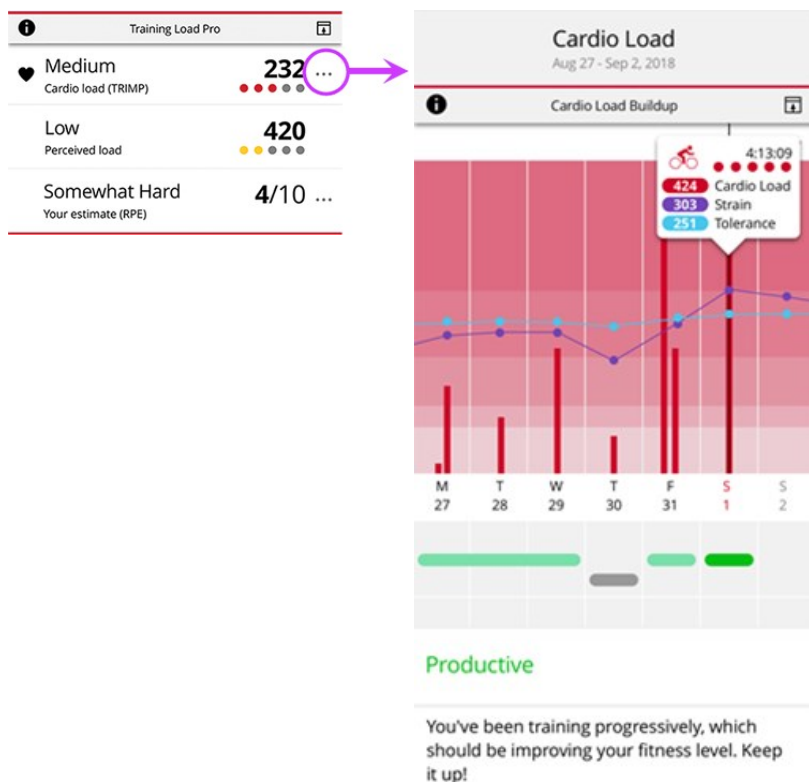 Training Load Pro
Medium
232 ...
Cardio load (TRIMP)
Low
420
Perceived load
Somewhat Hard
4/10 ...
Your estimate (RPE)
Cardio Load
Aug 27 - Sep 2, 2018
Cardio Load Buildup
4:13:09
424 Cardio Load
303 Strain
251 Tolerance
M T W T F S S
27 28 29 30 31 1 2
Productive
You've been training progressively, which
should be improving your fitness level. Keep
it up!